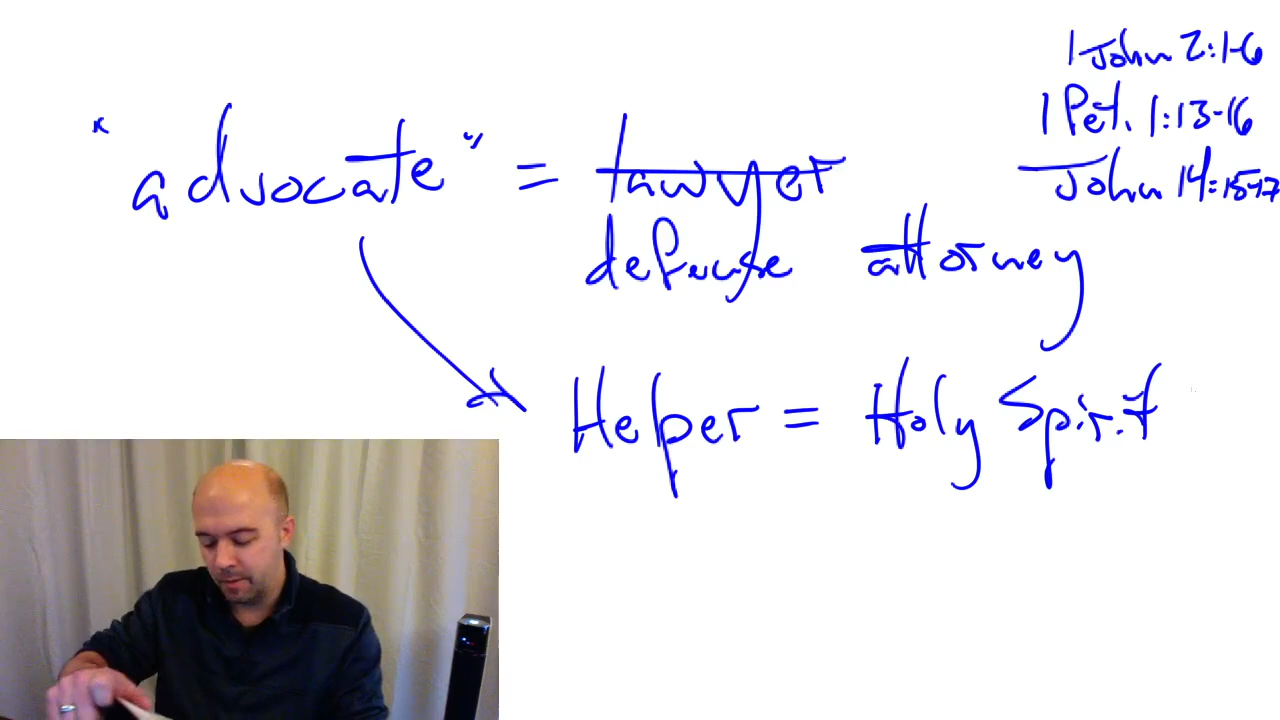 1 John 2:1-6
1 Pet. 1:13-16
John 14:15-17
"advocate" = lawyer
defense attorney
Helper = Holy Spirit